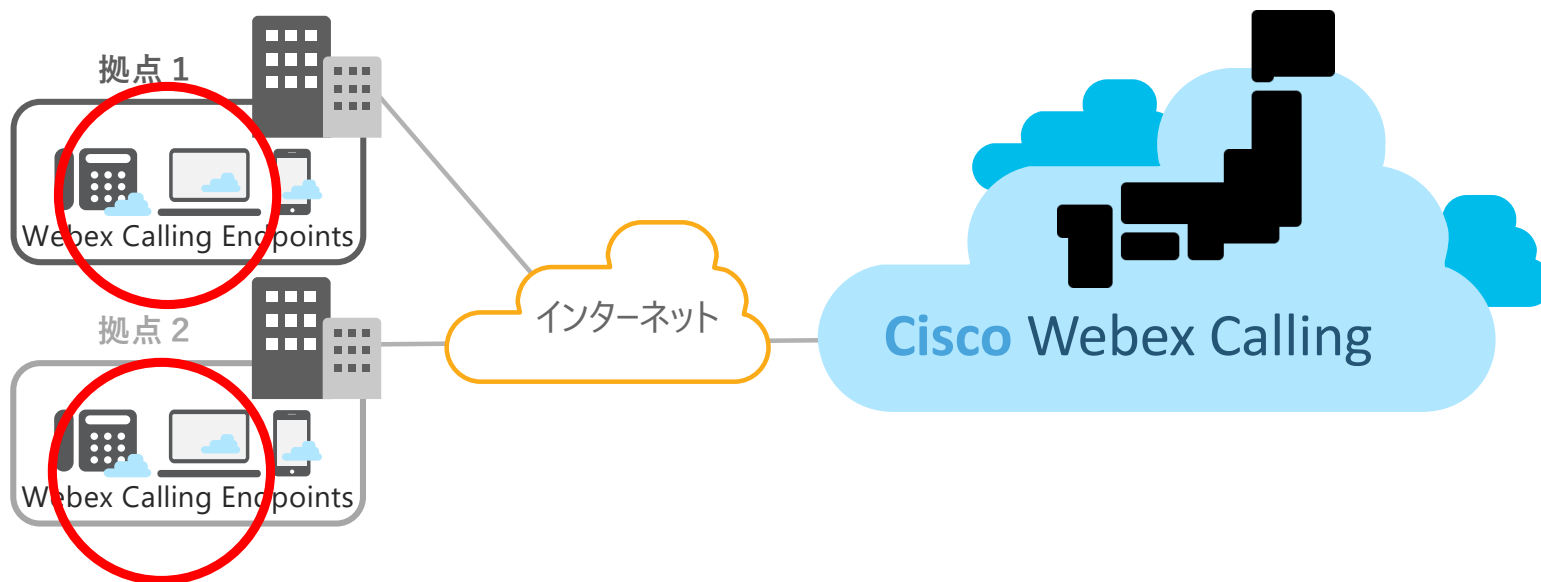 拠点 1
Webex Calling Endpoints
拠点 2
Webex Calling Endpoints
インターネット
Cisco Webex Calling